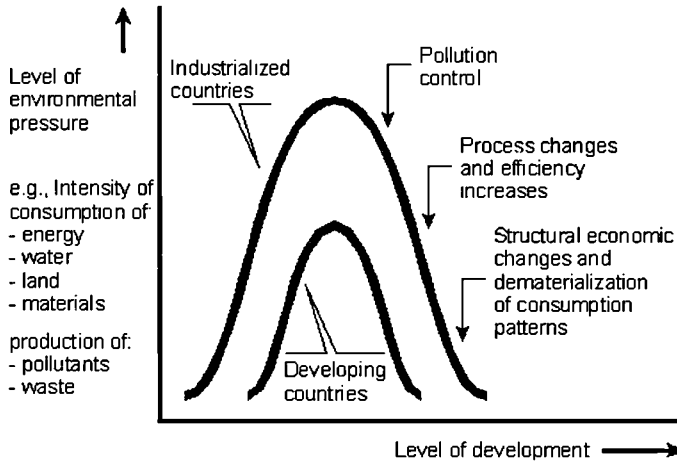 Level of
environmental
pressure
e.g., Intensity of
consumption of
- energy
- water
- land
- materials
production of:
- pollutants
- waste
Industrialized
countries
Pollution
control
Process changes
and efficiency
increases
Structural economic
changes and
dematerialization
of consumption
patterns
Developing
countries
Level of development